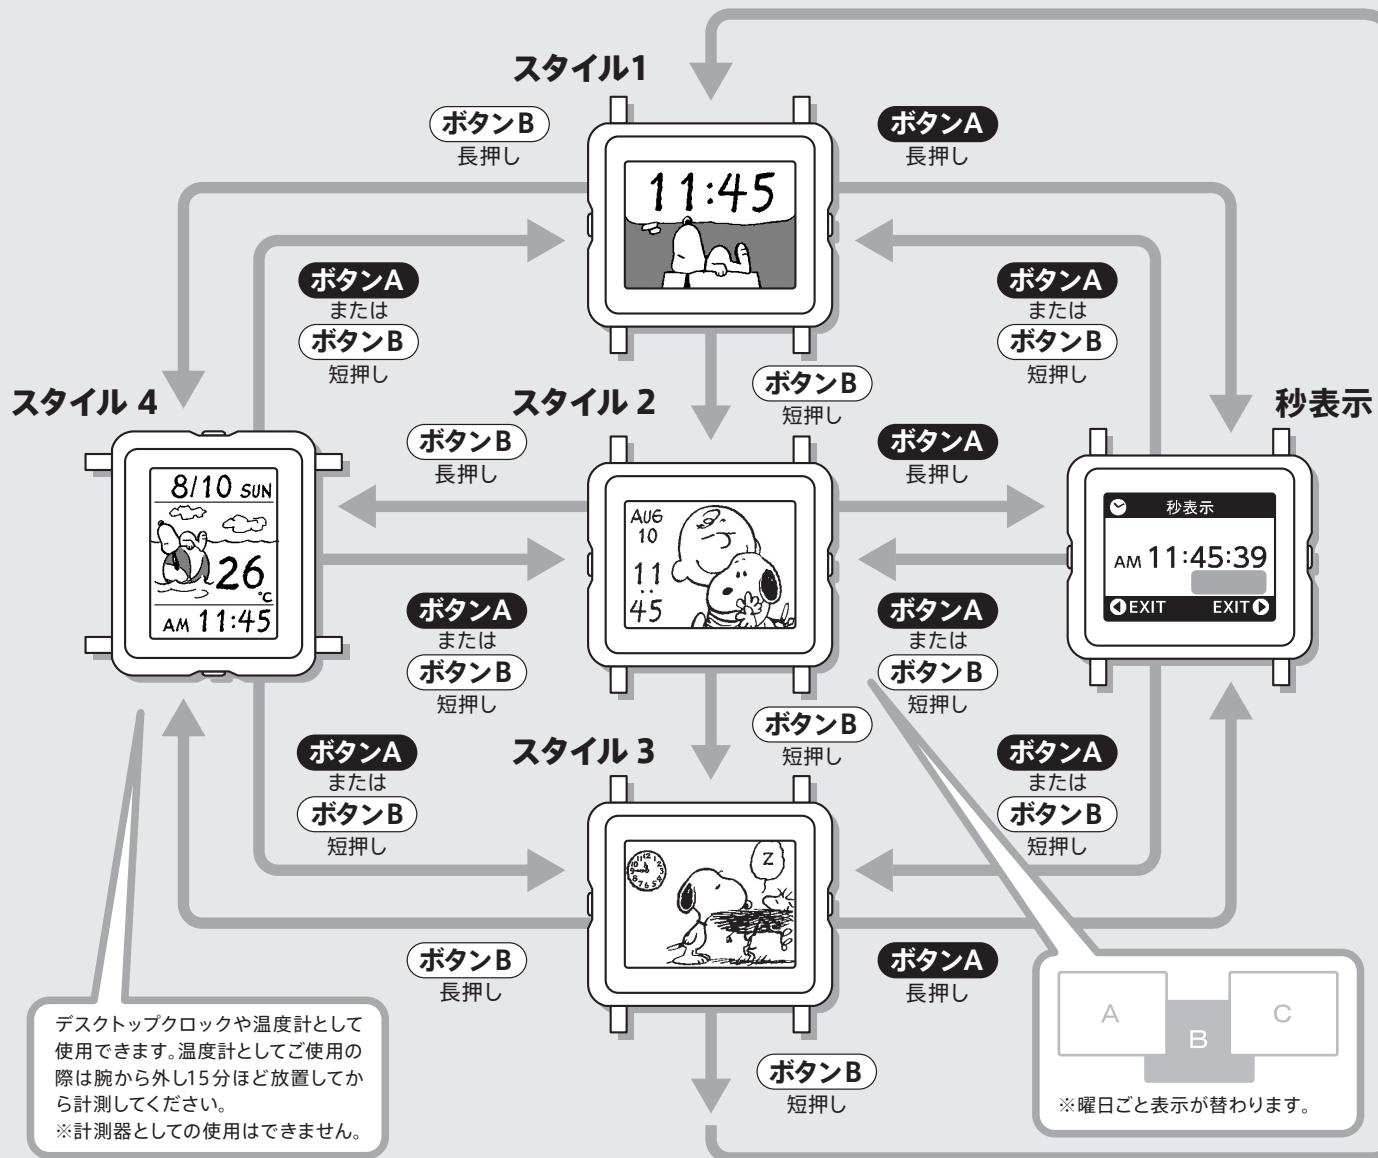 スタイル1
ボタンB
長押し
ボタンA
長押し
11:45
ボタンA
または
ボタンB
短押し
ボタンA
または
ボタンB
短押し
ボタンB
短押し
スタイル 4
スタイル 2
秒表示
ボタンB
長押し
ボタンA
長押し
8/10 SUN
26
℃
AM 11:45
AUG
10
11
:
45
秒表示
AM 11:45:39
EXIT EXIT
ボタンA
または
ボタンB
短押し
ボタンA
または
ボタンB
短押し
ボタンB
短押し
スタイル 3
ボタンA
または
ボタンB
短押し
ボタンA
または
ボタンB
短押し
11 12 1
10 2
9 3
8 4
7 6 5
Z
ボタンB
長押し
ボタンA
長押し
デスクトップクロックや温度計として
使用できます。温度計としてご使用の
際は腕から外し15分ほど放置してか
ら計測してください。
※計測器としての使用はできません。
ボタンB
短押し
A
B
C
※曜日ごと表示が替わります。